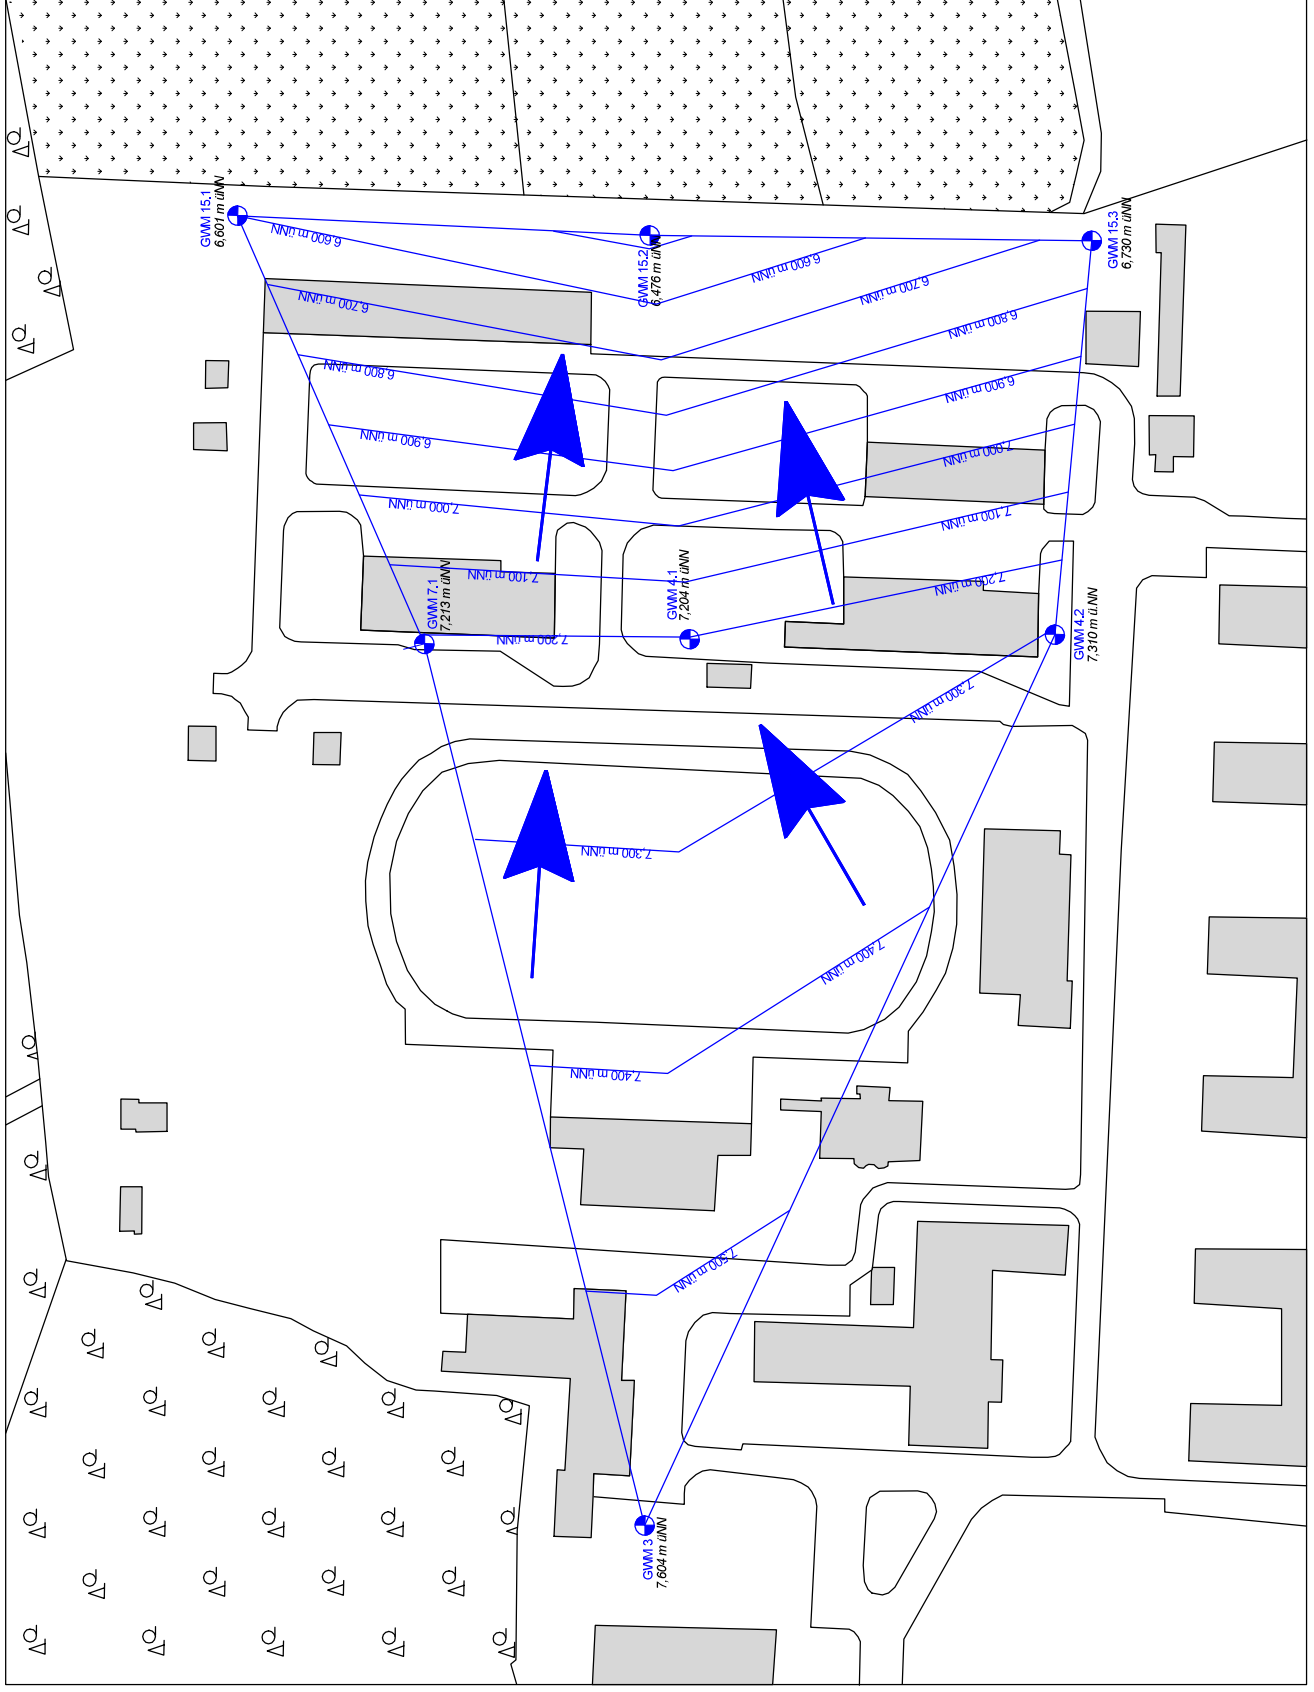 GWM 15.1
6,601 m üNN
GWM 15.2
6,476 m üNN
GWM 15.3
6,730 m üNN
6,600 m üNN
6,600 m üNN
6,700 m üNN
6,700 m üNN
6,800 m üNN
6,800 m üNN
6,900 m üNN
6,900 m üNN
7,000 m üNN
7,000 m üNN
7,100 m üNN
7,100 m üNN
7,200 m üNN
7,200 m üNN
GWM 7.1
7,213 m üNN
GWM 4.1
7,204 m üNN
GWM 4.2
7,310 m ü.NN
7,300 m üNN
7,300 m üNN
7,400 m üNN
7,400 m üNN
7,500 m üNN
GWM 3
7,604 m üNN